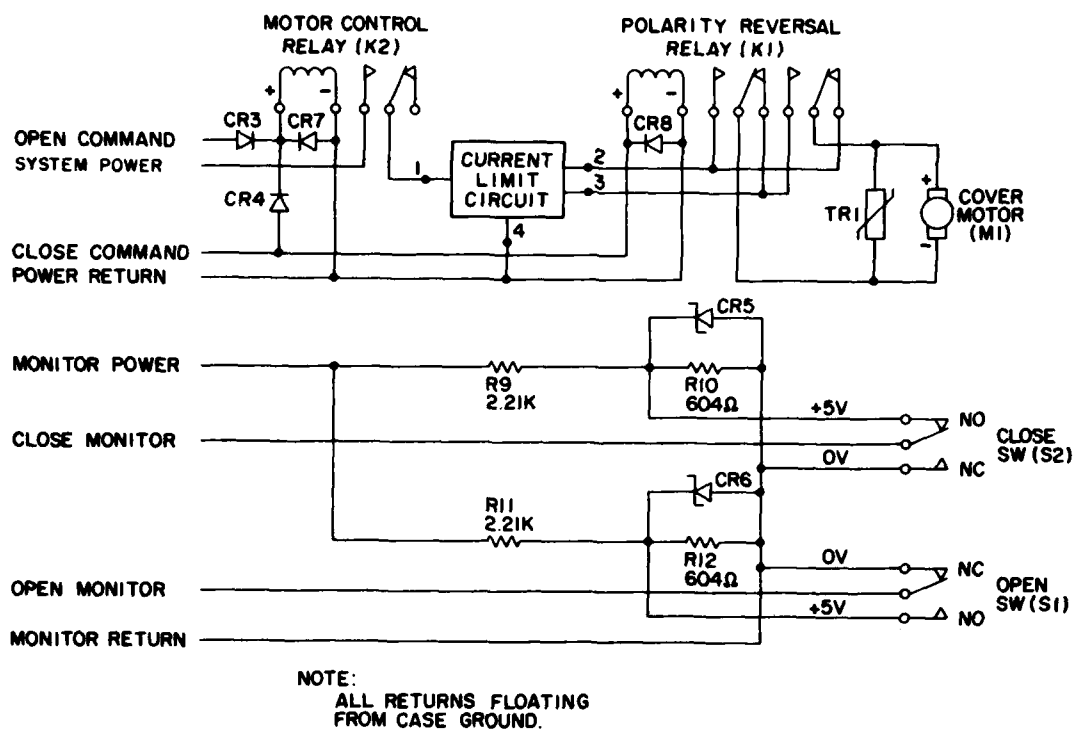 MOTOR CONTROL
RELAY (K2)
POLARITY REVERSAL
RELAY (K1)
+
-
+
-
CR3
CR7
CR8
OPEN COMMAND
SYSTEM POWER
1
CURRENT
LIMIT
CIRCUIT
2
3
4
CR4
TR1
+
COVER
MOTOR
(M1)
-
CLOSE COMMAND
POWER RETURN
CR5
MONITOR POWER
R9
2.21K
R10
604Ω
+5V
NO
CLOSE MONITOR
CLOSE
SW (S2)
0V
NC
CR6
R11
2.21K
R12
604Ω
0V
NC
OPEN MONITOR
OPEN
SW (S1)
+5V
NO
MONITOR RETURN
NOTE:
ALL RETURNS FLOATING
FROM CASE GROUND.